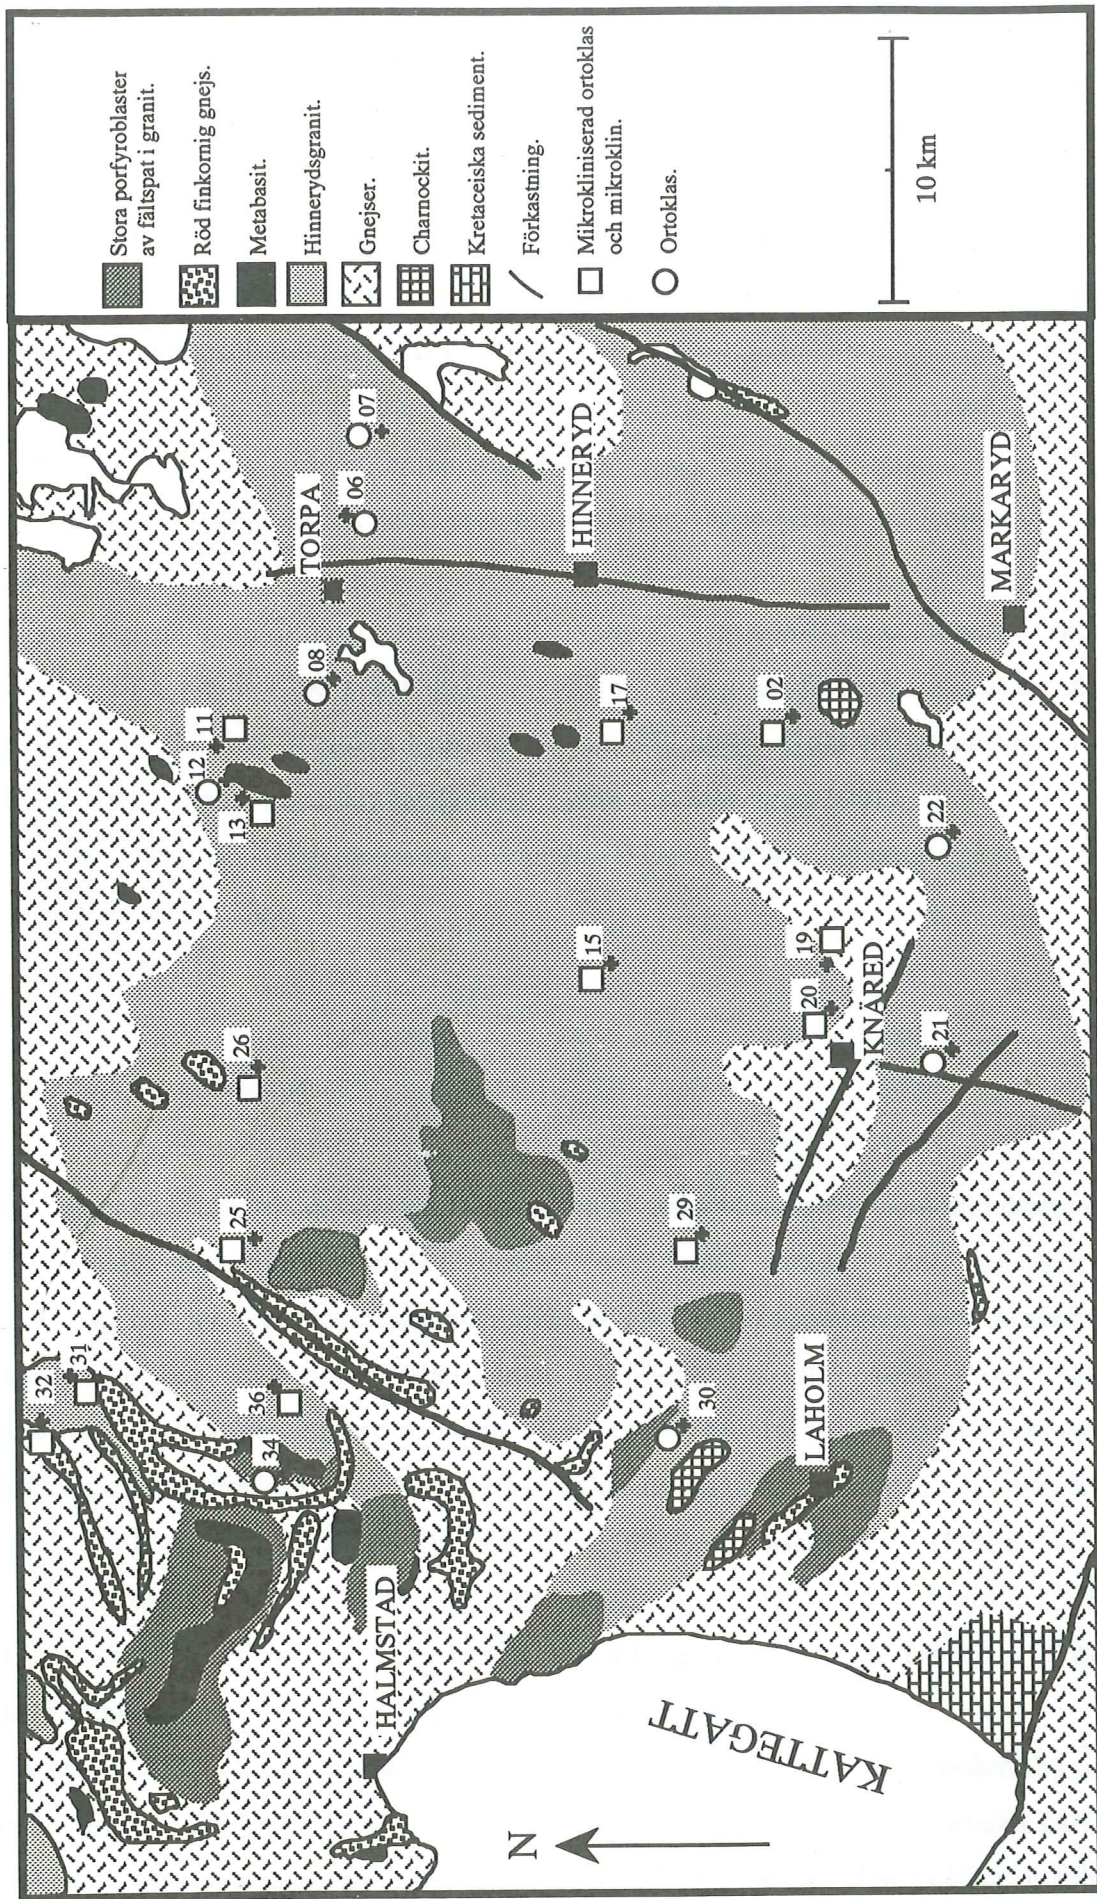 Stora porfyroblaster
av fältspat i granit.
Röd finkornig gnejs.
Metabasit.
Hinnerydsgranit.
Gnejser.
Charnockit.
Kretaceiska sediment.
Förkastning.
Mikrokliniserad ortoklas
och mikroklin.
Ortoklas.
10 km
32
31
36
34
25
26
13
12
11
08
TORPA
06
07
HALMSTAD
HINNERYD
15
17
29
30
02
LAHOLM
20
19
KNÄRED
21
22
MARKARYD
KATTEGATT
N